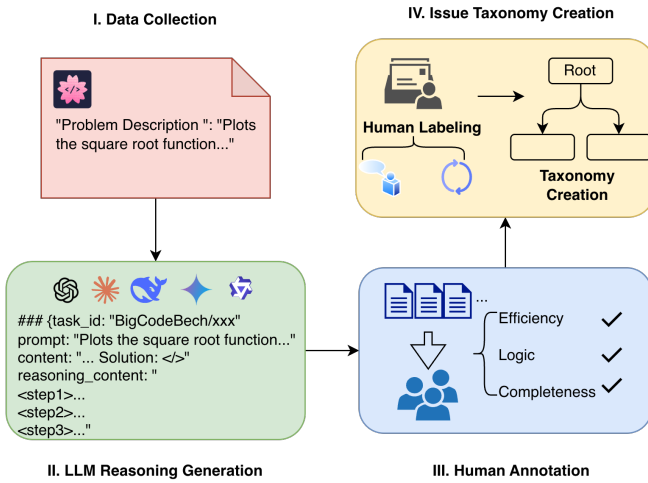 I. Data Collection
"Problem Description ": "Plots
the square root function..."
### {task_id: "BigCodeBech/xxx"
prompt: "Plots the square root function..."
content: "... Solution: </>"
reasoning_content: "
<step1>...
<step2>...
<step3>..."
II. LLM Reasoning Generation
...
Efficiency
Logic
Completeness
III. Human Annotation
IV. Issue Taxonomy Creation
Human Labeling
Root
Taxonomy
Creation